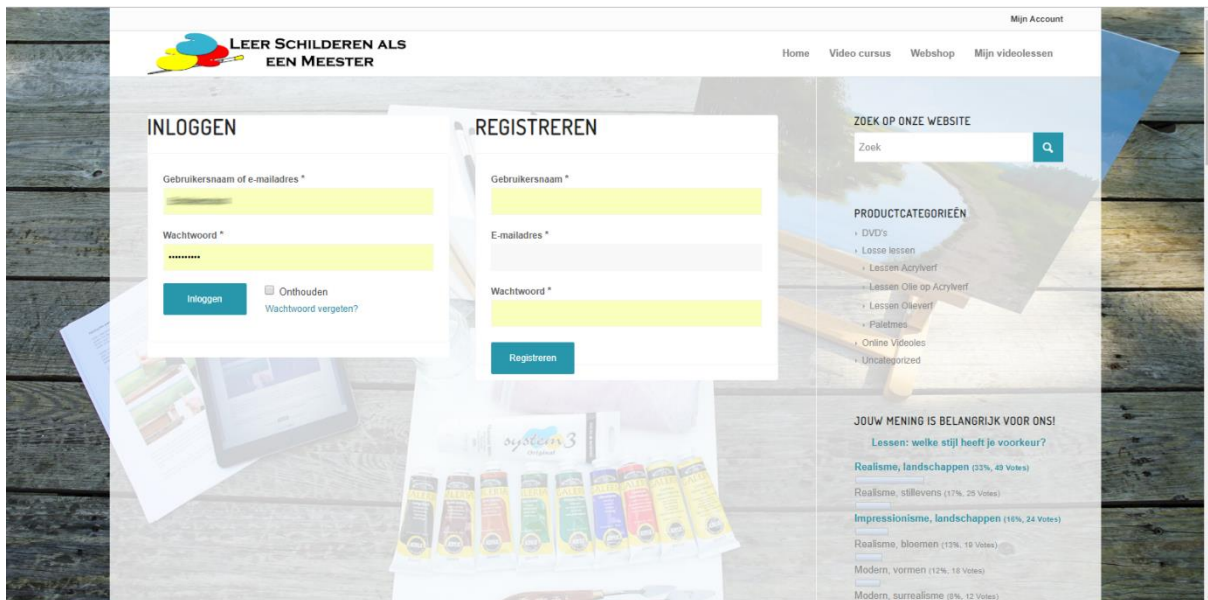 Mijn Account
LEER SCHILDEREN ALS
EEN MEESTER
Home Video cursus Webshop Mijn videolessen
INLOGGEN
Gebruikersnaam of e-mailadres *
Wachtwoord *
Inloggen
Onthouden
Wachtwoord vergeten?
REGISTREREN
Gebruikersnaam *
E-mailadres *
Wachtwoord *
Registreren
system 3
Original
ZOEK OP ONZE WEBSITE
Zoek
PRODUCTCATEGORIEËN
DVD's
Losse lessen
Lessen Acrylverf
Lessen Olie op Acrylverf
Lessen Olieverf
Paletmes
Online Videoles
Uncategorized
JOUW MENING IS BELANGRIJK VOOR ONS!
Lessen: welke stijl heeft je voorkeur?
Realisme, landschappen (33%, 49 Votes)
Realisme, stillevens (17%, 25 Votes)
Impressionisme, landschappen (16%, 24 Votes)
Realisme, bloemen (13%, Votes)
Modern, vormen (12%, 18 Votes)
Modern, surrealisme (8%, 12 Votes)